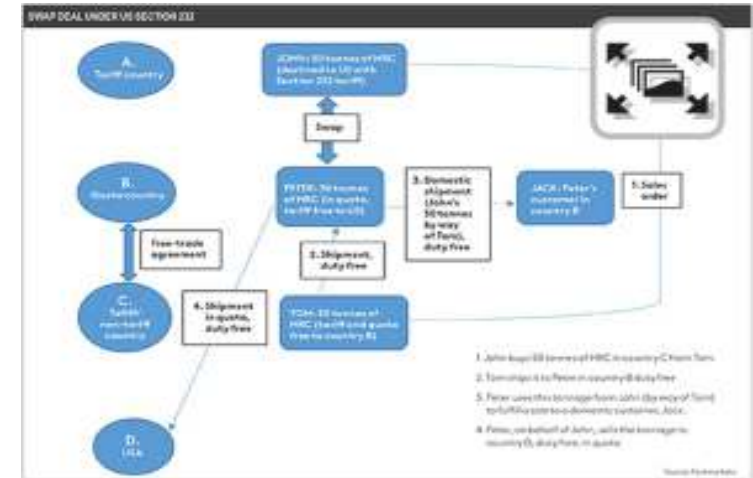 SWAP DEAL UNDER US SECTION 232
A.
Tariff country
JOHN: 50 tonnes of HRC
(destined to US with
Section 232 tariff)
Swap
B.
Quota country
PETER: 50 tonnes
of HRC (in quota,
tariff free to US)
3. Domestic
shipment
(John's
50 tonnes
by way
of Tom),
duty free
JACK: Peter's
customer in
country B
1. Sales
order
Free-trade
agreement
2. Shipment,
duty free
C.
Tariff/
non-tariff
country
4. Shipment
in quota,
duty free
TOM: 50 tonnes of
HRC (tariff and quota
free to country B)
D.
USA
1. John buys 50 tonnes of HRC in country C from Tom
2. Tom ships it to Peter in country B duty free
3. Peter uses this tonnage from John (by way of Tom)
to fulfil a sale to a domestic customer, Jack
4. Peter, on behalf of John, sells the tonnage to
country D, duty free, in quota
Source: Fastmarkets